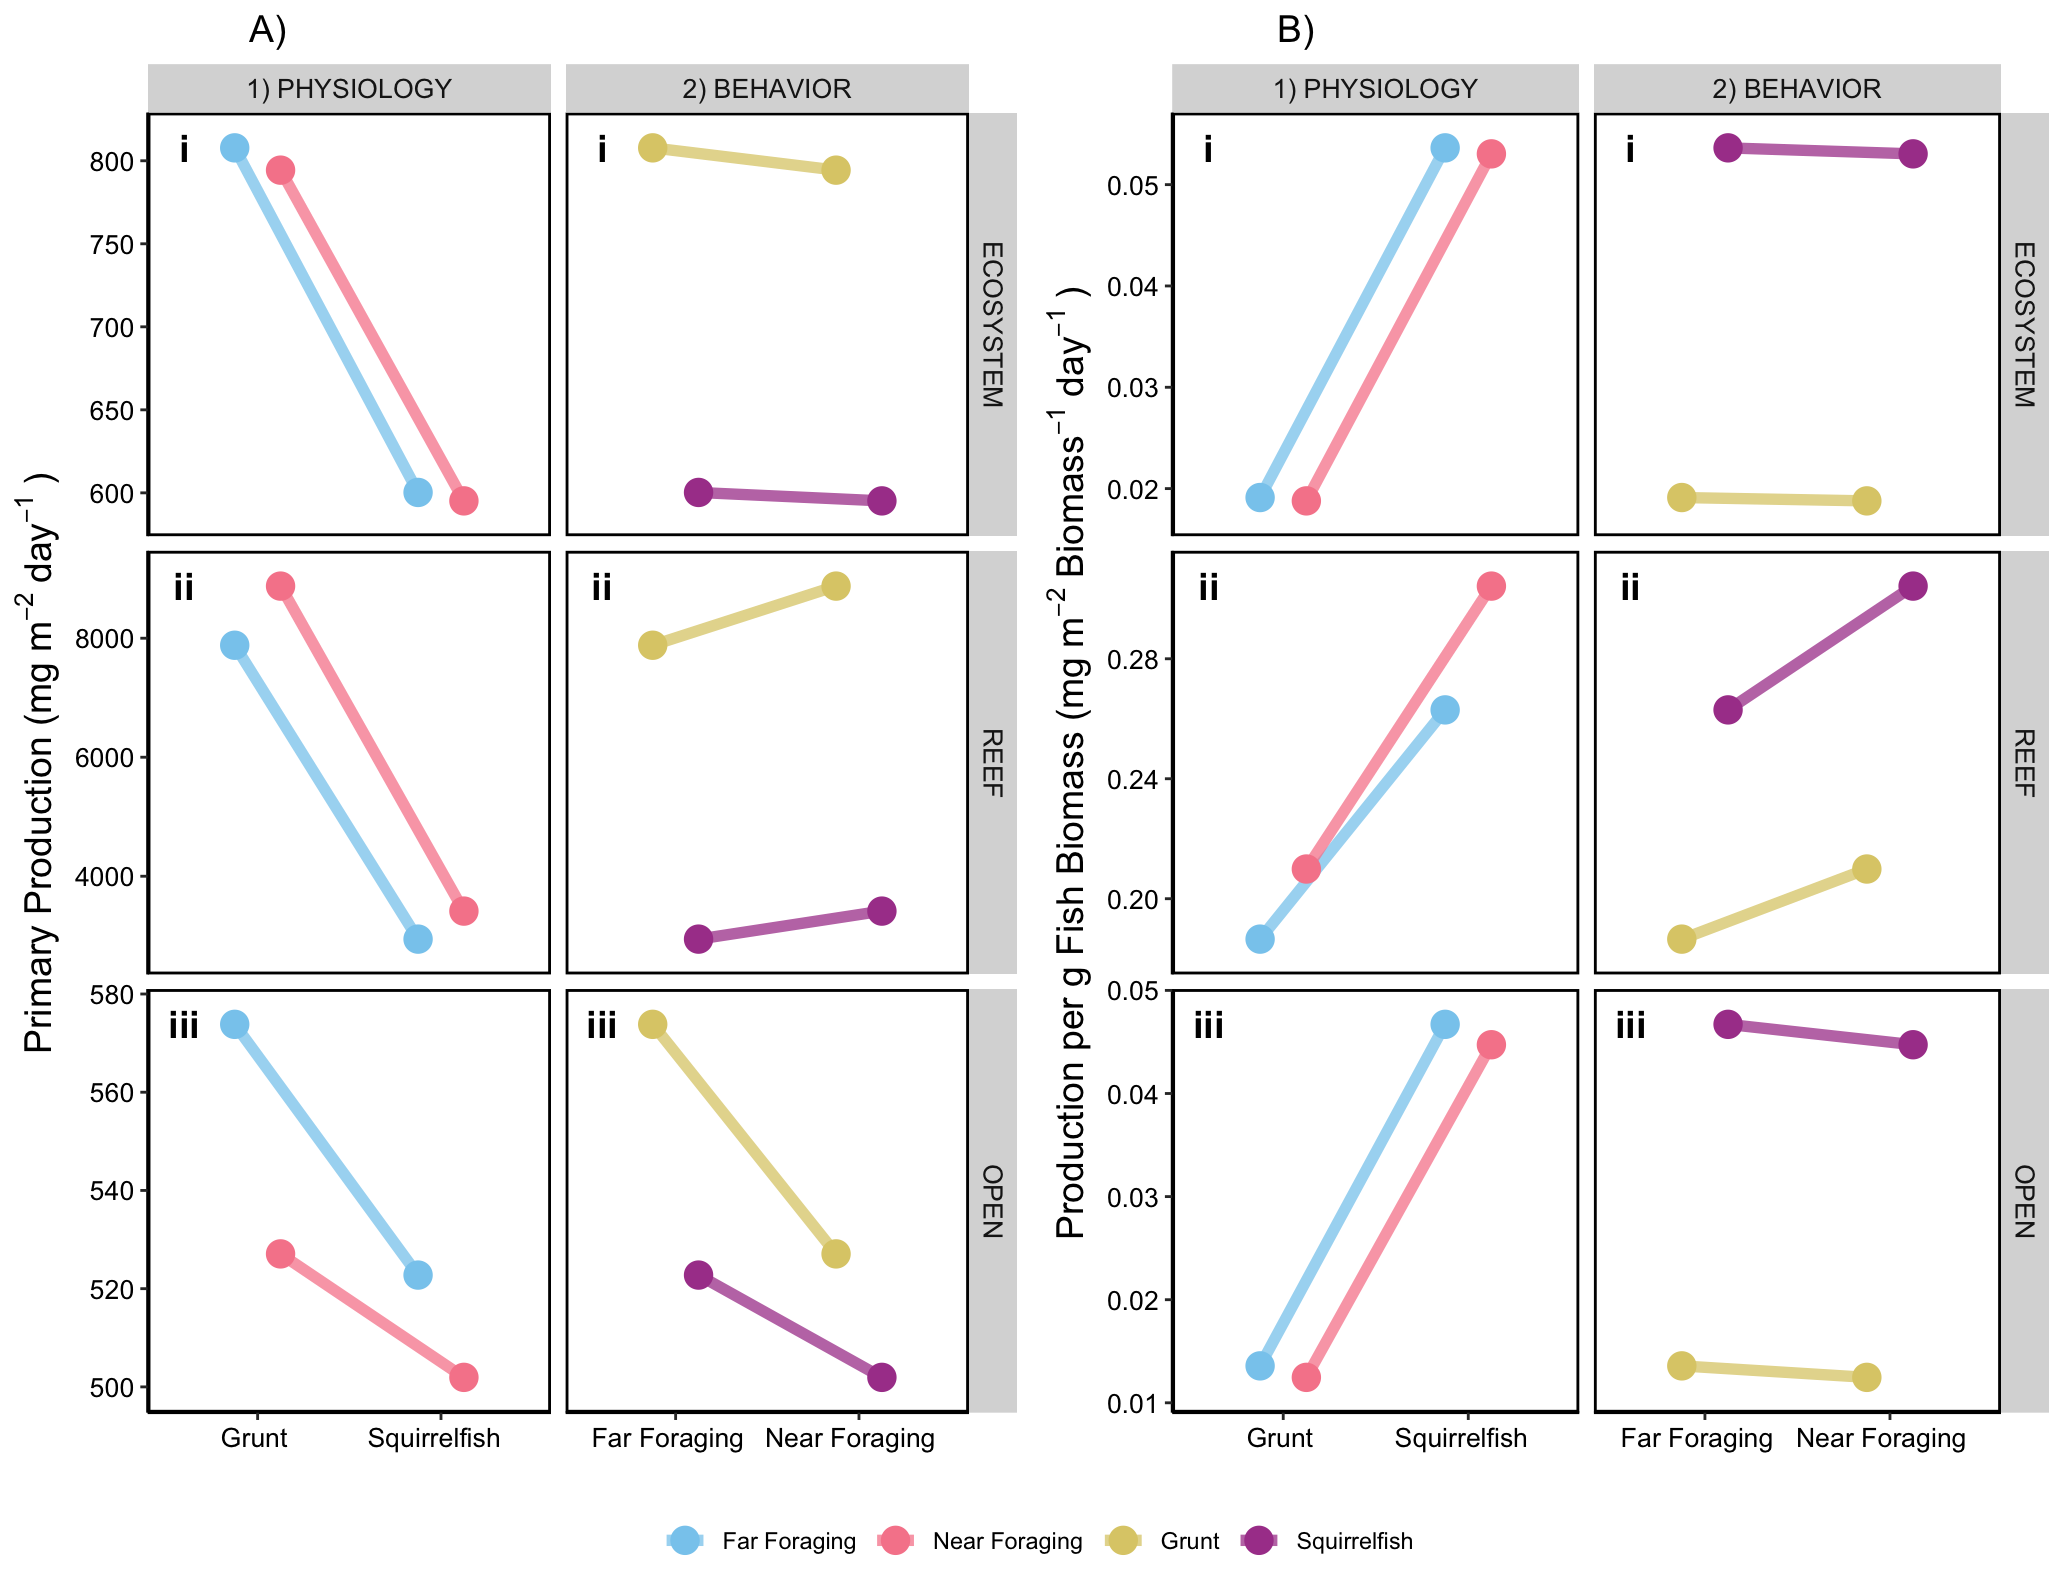 A)
B)
1) PHYSIOLOGY
2) BEHAVIOR
1) PHYSIOLOGY
2) BEHAVIOR
Primary Production (mg m⁻² day⁻¹ )
i
i
800
750
700
650
600
ECOSYSTEM
ii
ii
8000
6000
4000
REEF
iii
iii
580
560
540
520
500
OPEN
Grunt
Squirrelfish
Far Foraging
Near Foraging
Production per g Fish Biomass (mg m⁻² Biomass⁻¹ day⁻¹ )
i
i
0.05
0.04
0.03
0.02
ECOSYSTEM
ii
ii
0.28
0.24
0.20
REEF
iii
iii
0.05
0.04
0.03
0.02
0.01
OPEN
Grunt
Squirrelfish
Far Foraging
Near Foraging
Far Foraging
Near Foraging
Grunt
Squirrelfish